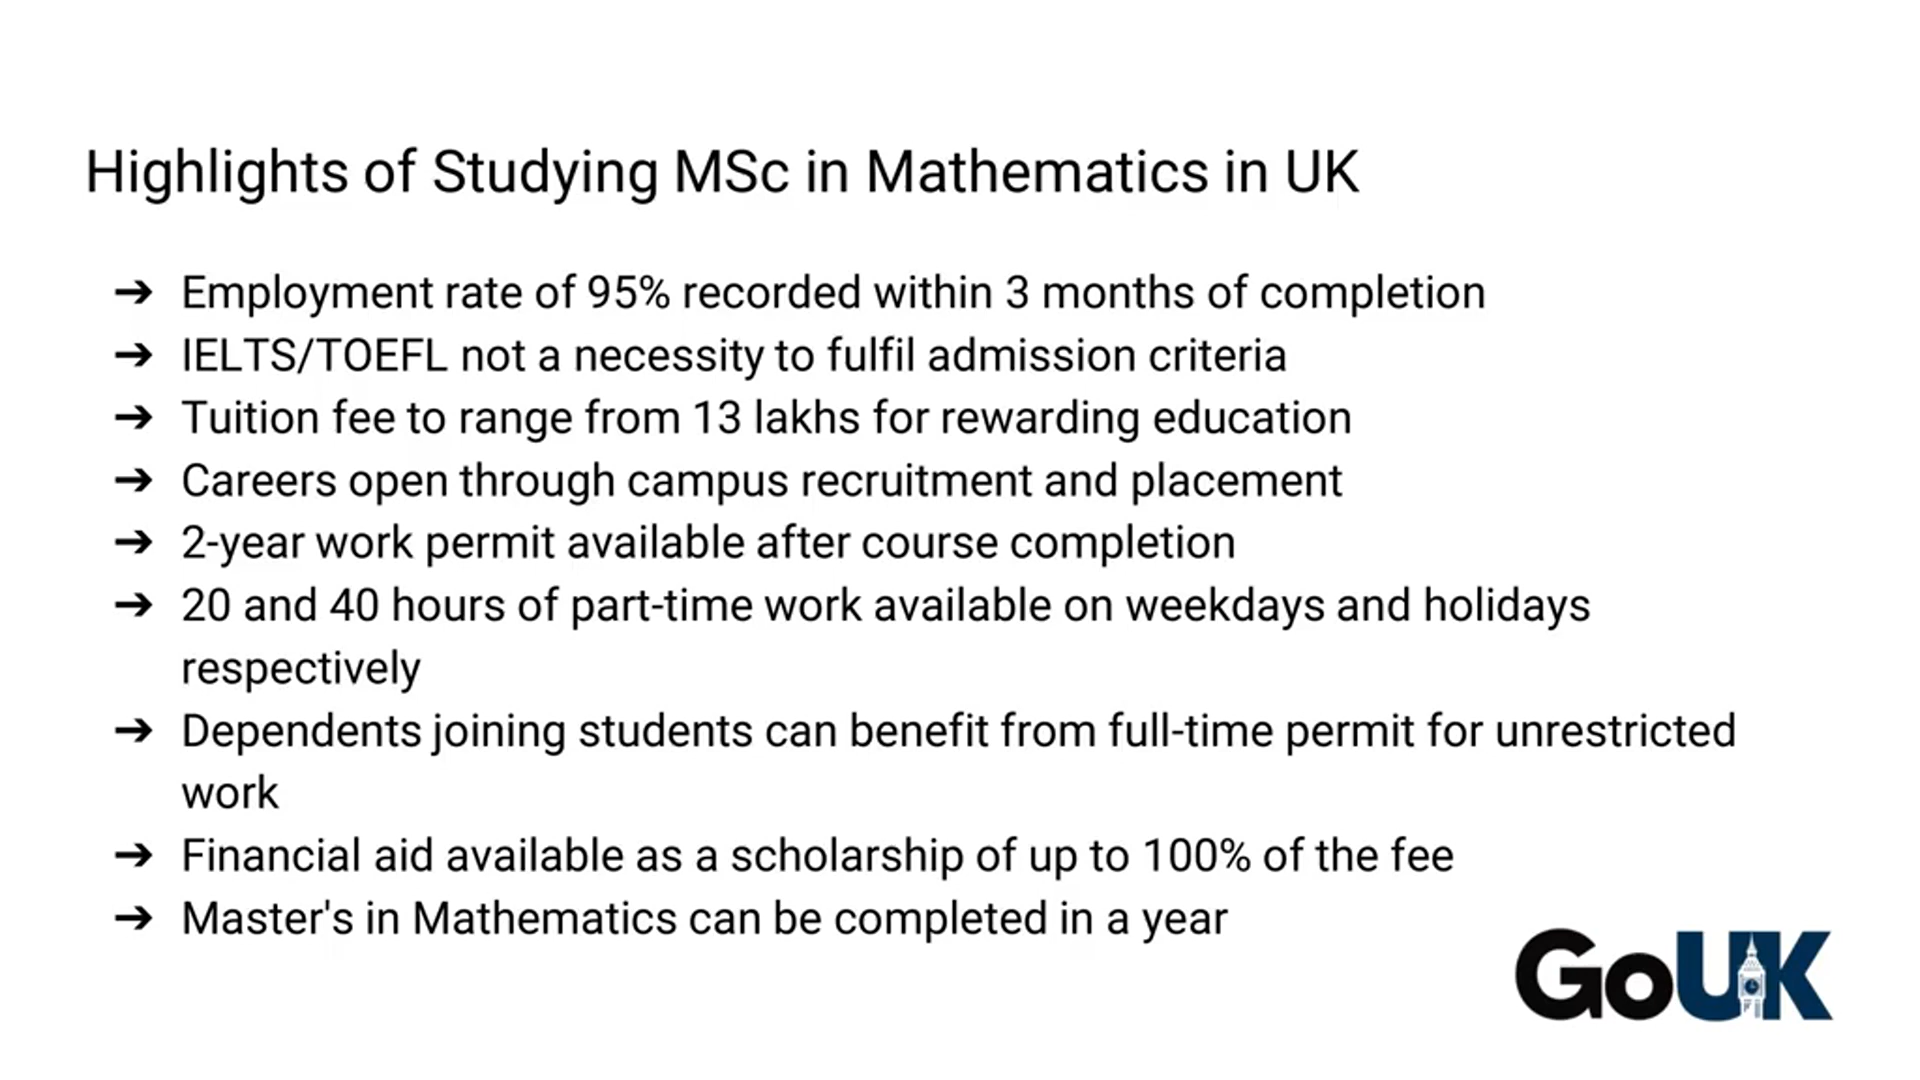 Highlights of Studying MSc in Mathematics in UK
➔ Employment rate of 95% recorded within 3 months of completion
➔ IELTS/TOEFL not a necessity to fulfil admission criteria
➔ Tuition fee to range from 13 lakhs for rewarding education
➔ Careers open through campus recruitment and placement
➔ 2-year work permit available after course completion
➔ 20 and 40 hours of part-time work available on weekdays and holidays
respectively
➔ Dependents joining students can benefit from full-time permit for unrestricted
work
➔ Financial aid available as a scholarship of up to 100% of the fee
➔ Master's in Mathematics can be completed in a year
GoUK